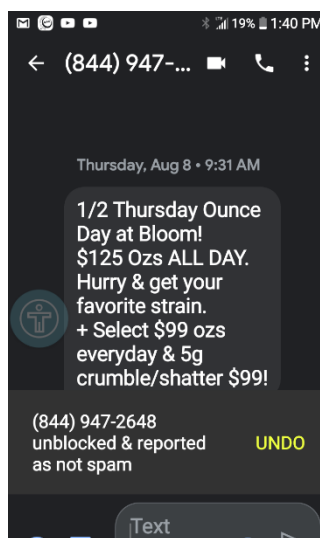 19% 1:40 PM
(844) 947-...
Thursday, Aug 8 • 9:31 AM
1/2 Thursday Ounce
Day at Bloom!
$125 Ozs ALL DAY.
Hurry & get your
favorite strain.
+ Select $99 ozs
everyday & 5g
crumble/shatter $99!
(844) 947-2648
unblocked & reported
as not spam
UNDO
Text